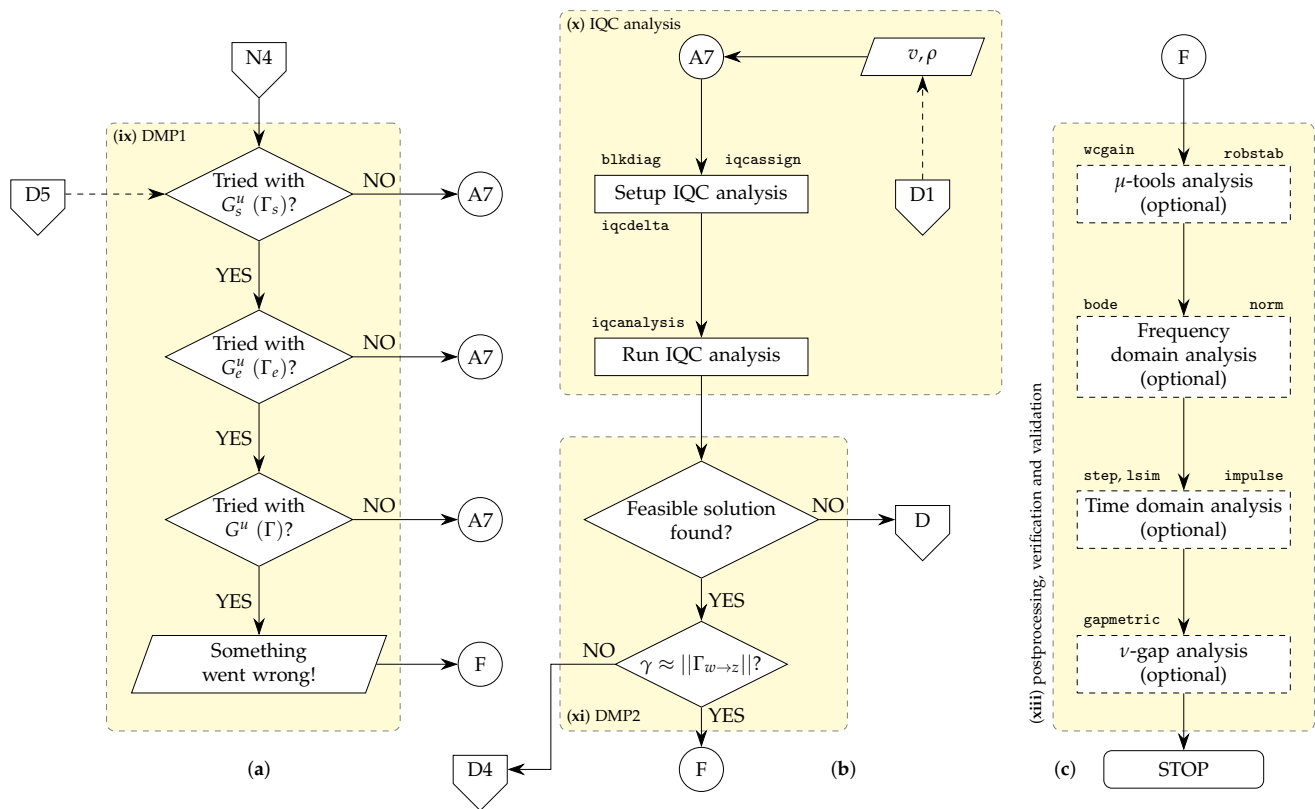 N4
(ix) DMP1
D5
Tried with
G_s^u (Γ_s)?
NO
A7
YES
Tried with
G_e^u (Γ_e)?
NO
A7
YES
Tried with
G^u (Γ)?
NO
A7
YES
Something
went wrong!
F
(a)
(x) IQC analysis
A7
v, ρ
blkdiag
iqcassign
Setup IQC analysis
iqcdelta
D1
iqcanalysis
Run IQC analysis
Feasible solution
found?
NO
D
YES
NO
γ ≈ ||Γ_{w→z}||?
YES
(xi) DMP2
D4
F
(b)
F
wcgain
robstab
μ-tools analysis
(optional)
bode
norm
Frequency
domain analysis
(optional)
step, lsim
impulse
Time domain analysis
(optional)
gapmetric
ν-gap analysis
(optional)
(xiii) postprocessing, verification and validation
(c)
STOP